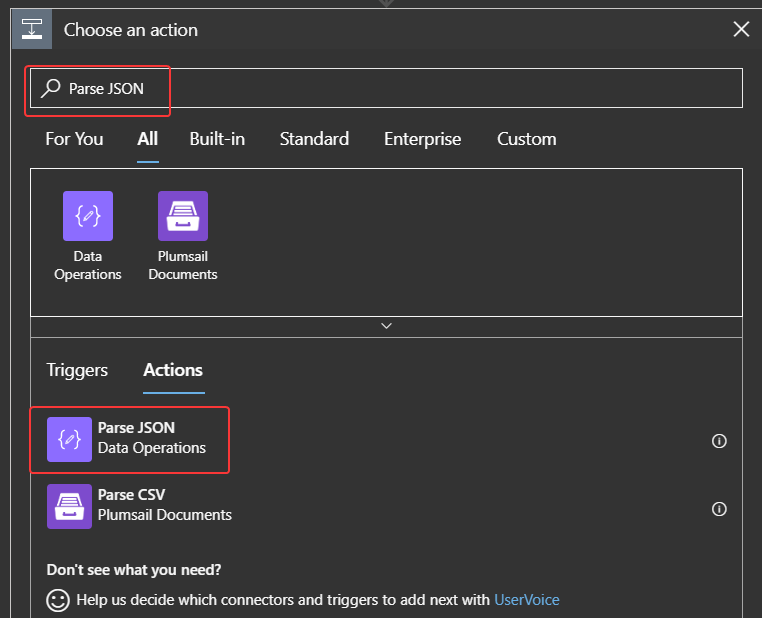 Choose an action
Parse JSON
For You All Built-in Standard Enterprise Custom
Data Operations
Plumsail Documents
Triggers Actions
Parse JSON
Data Operations
Parse CSV
Plumsail Documents
Don't see what you need?
Help us decide which connectors and triggers to add next with UserVoice